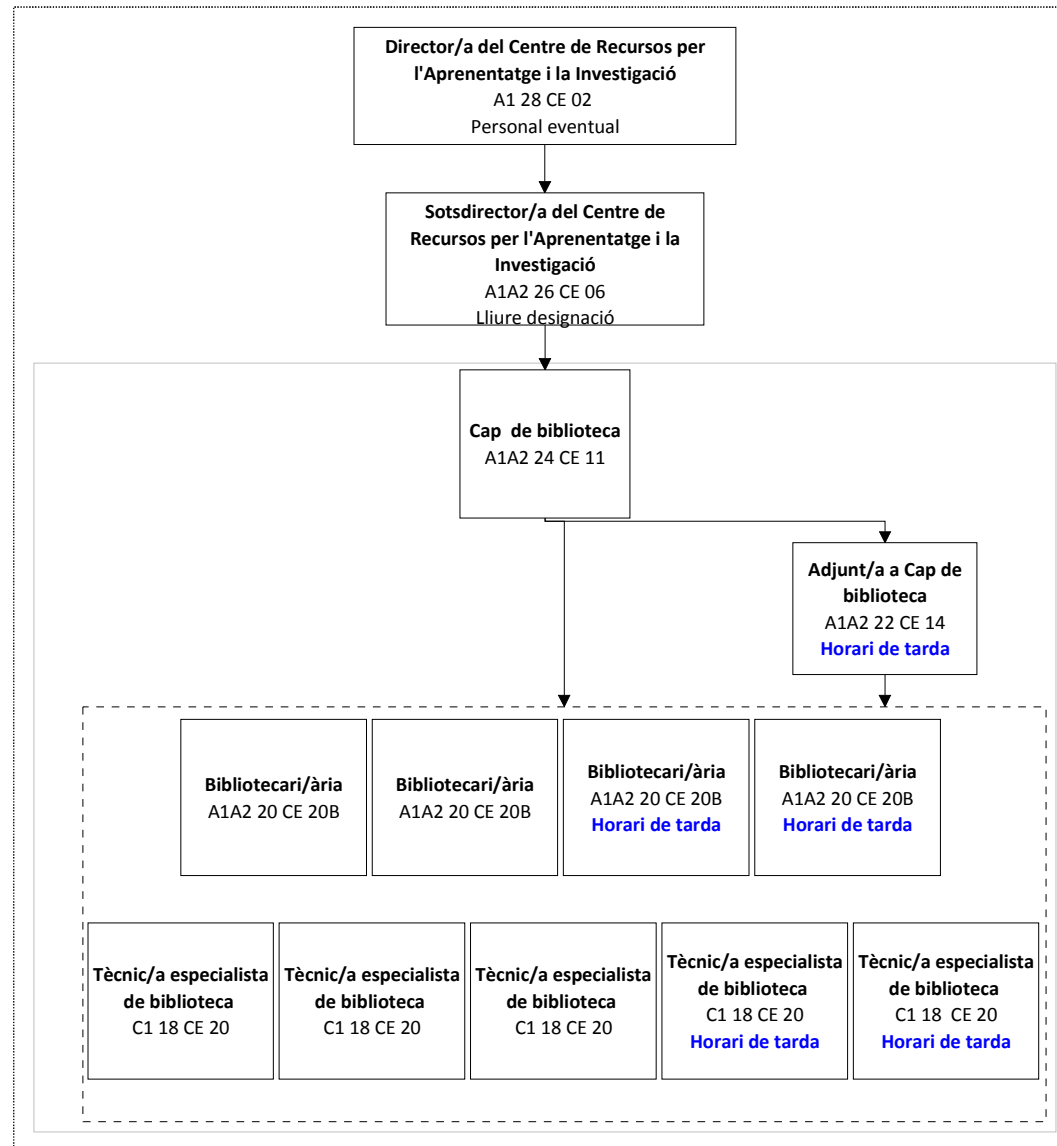 Director/a del Centre de Recursos per
l'Aprenentatge i la Investigació
A1 28 CE 02
Personal eventual
Sotsdirector/a del Centre de
Recursos per l'Aprenentatge i la
Investigació
A1A2 26 CE 06
Lliure designació
Cap de biblioteca
A1A2 24 CE 11
Adjunt/a a Cap de
biblioteca
A1A2 22 CE 14
Horari de tarda
Bibliotecari/ària
A1A2 20 CE 20B
Bibliotecari/ària
A1A2 20 CE 20B
Bibliotecari/ària
A1A2 20 CE 20B
Horari de tarda
Bibliotecari/ària
A1A2 20 CE 20B
Horari de tarda
Tècnic/a especialista
de biblioteca
C1 18 CE 20
Tècnic/a especialista
de biblioteca
C1 18 CE 20
Tècnic/a especialista
de biblioteca
C1 18 CE 20
Tècnic/a especialista
de biblioteca
C1 18 CE 20
Horari de tarda
Tècnic/a especialista
de biblioteca
C1 18 CE 20
Horari de tarda